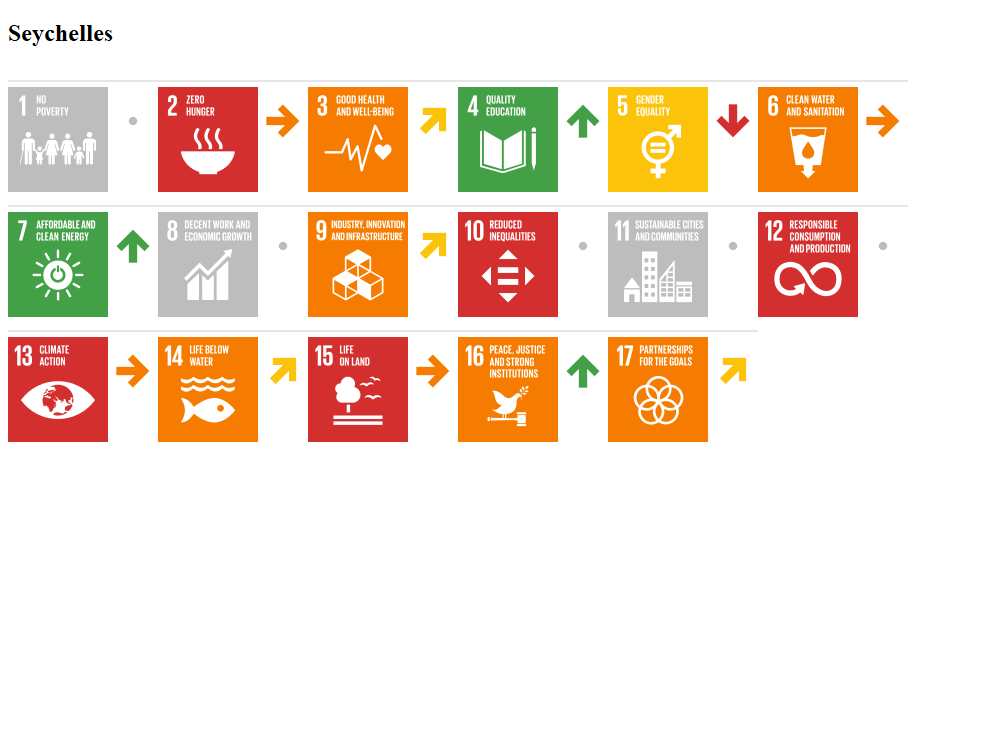 Seychelles
1 NO
POVERTY
2 ZERO
HUNGER
3 GOOD HEALTH
AND WELL-BEING
4 QUALITY
EDUCATION
5 GENDER
EQUALITY
6 CLEAN WATER
AND SANITATION
7 AFFORDABLE AND
CLEAN ENERGY
8 DECENT WORK AND
ECONOMIC GROWTH
9 INDUSTRY, INNOVATION
AND INFRASTRUCTURE
10 REDUCED
INEQUALITIES
11 SUSTAINABLE CITIES
AND COMMUNITIES
12 RESPONSIBLE
CONSUMPTION
AND PRODUCTION
13 CLIMATE
ACTION
14 LIFE BELOW
WATER
15 LIFE
ON LAND
16 PEACE, JUSTICE
AND STRONG
INSTITUTIONS
17 PARTNERSHIPS
FOR THE GOALS